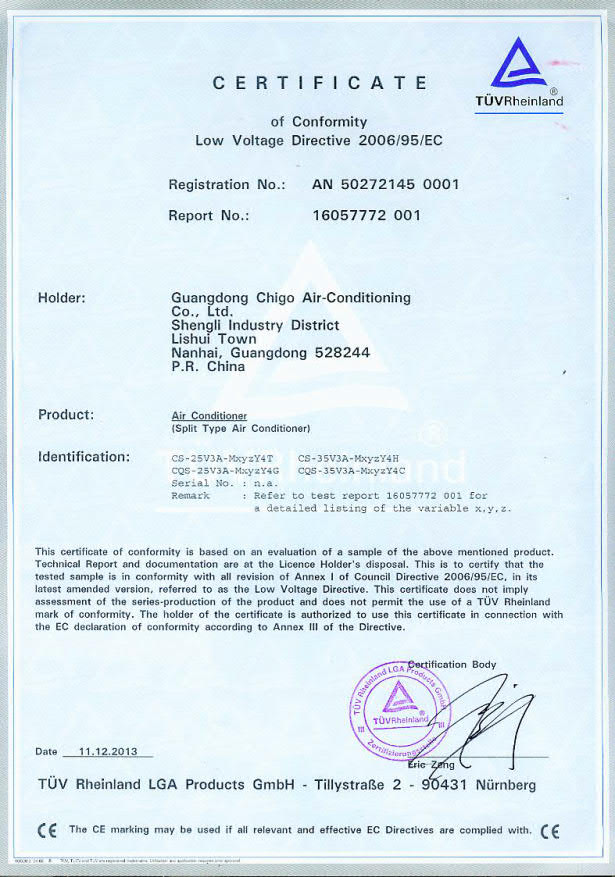 CERTIFICATE
TÜVRheinland®
of Conformity
Low Voltage Directive 2006/95/EC
Registration No.: AN 50272145 0001
Report No.: 16057772 001
Holder: Guangdong Chigo Air-Conditioning
Co., Ltd.
Shengli Industry District
Lishui Town
Nanhai, Guangdong 528244
P.R. China
Product: Air Conditioner
(Split Type Air Conditioner)
Identification: CS-25V3A-MxyzY4T CS-35V3A-MxyzY4H
CQS-25V3A-MxyzY4G CQS-35V3A-MxyzY4C
Serial No. : n.a.
Remark : Refer to test report 16057772 001 for
a detailed listing of the variable x,y,z.
This certificate of conformity is based on an evaluation of a sample of the above mentioned product.
Technical Report and documentation are at the Licence Holder's disposal. This is to certify that the
tested sample is in conformity with all revision of Annex I of Council Directive 2006/95/EC, in its
latest amended version, referred to as the Low Voltage Directive. This certificate does not imply
assessment of the series-production of the product and does not permit the use of a TÜV Rheinland
mark of conformity. The holder of the certificate is authorized to use this certificate in connection with
the EC declaration of conformity according to Annex III of the Directive.
Certification Body
TÜV Rheinland LGA Products GmbH
TÜVRheinland®
Zertifizierungsstelle
Date 11.12.2013
Eric Zeng
TÜV Rheinland LGA Products GmbH - Tillystraße 2 - 90431 Nürnberg
CE The CE marking may be used if all relevant and effective EC Directives are complied with. CE